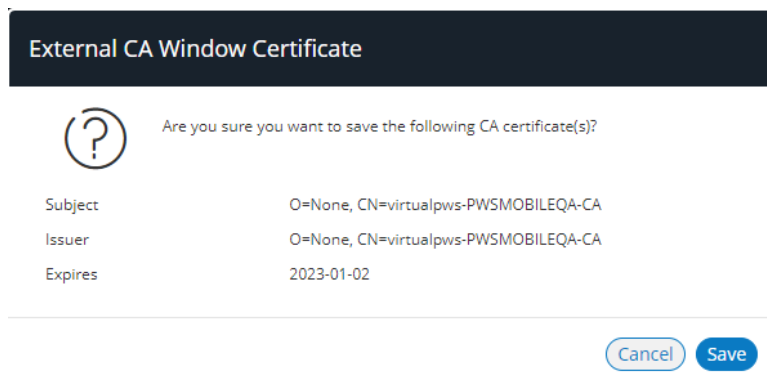 External CA Window Certificate
Are you sure you want to save the following CA certificate(s)?
Subject O=None, CN=virtualpws-PWSMOBILEQA-CA
Issuer O=None, CN=virtualpws-PWSMOBILEQA-CA
Expires 2023-01-02
Cancel Save